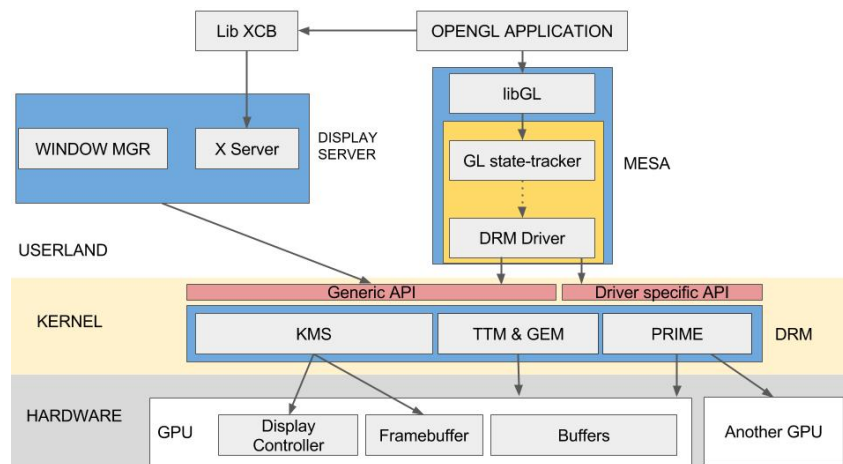 Lib XCB
OPENGL APPLICATION
libGL
WINDOW MGR
X Server
DISPLAY
SERVER
GL state-tracker
MESA
DRM Driver
USERLAND
Generic API
Driver specific API
KERNEL
KMS
TTM & GEM
PRIME
DRM
HARDWARE
GPU
Display
Controller
Framebuffer
Buffers
Another GPU